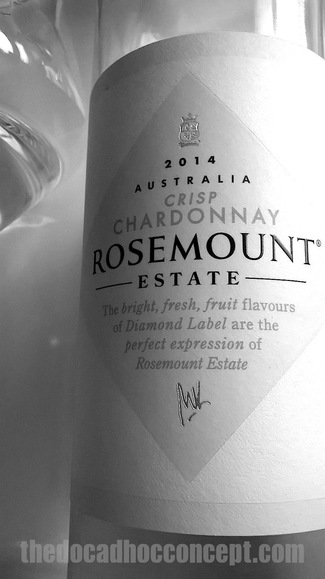 2014
AUSTRALIA
CRISP
CHARDONNAY
ROSEMOUNT®
ESTATE
The bright, fresh, fruit flavours
of Diamond Label are the
perfect expression of
Rosemount Estate
thedocadhocconcept.com